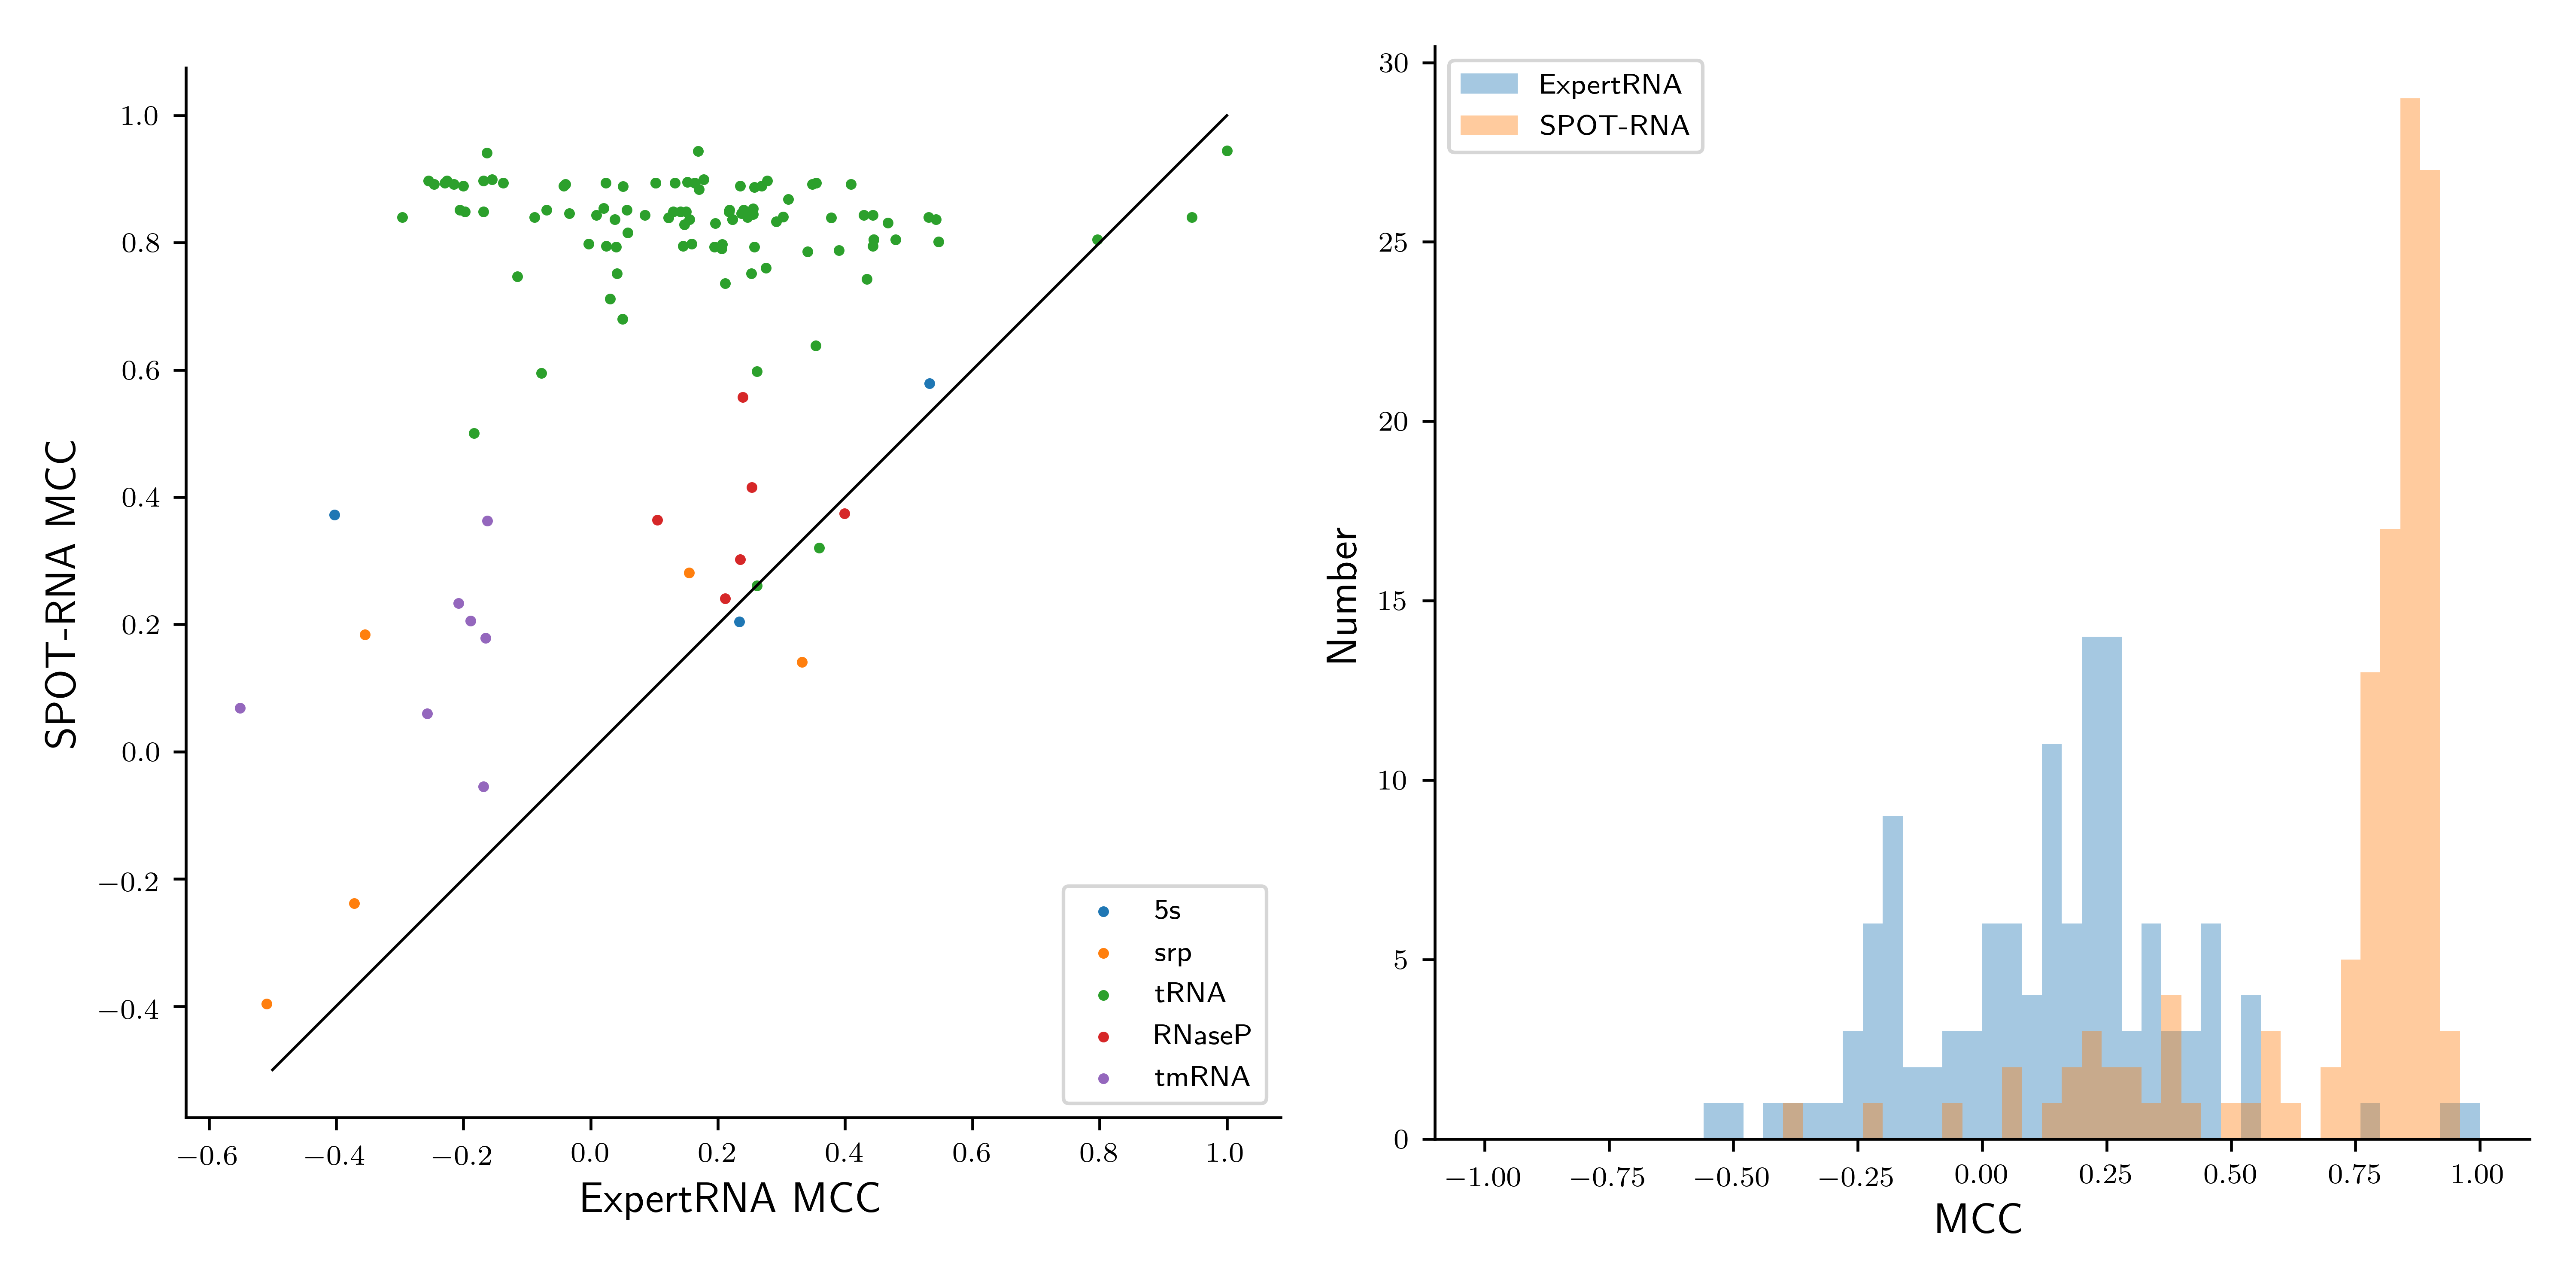 SPOT-RNA MCC
1.0
0.8
0.6
0.4
0.2
0.0
−0.2
−0.4
−0.6 −0.4 −0.2 0.0 0.2 0.4 0.6 0.8 1.0
ExpertRNA MCC
5s
srp
tRNA
RNaseP
tmRNA
Number
30
25
20
15
10
5
0
ExpertRNA
SPOT-RNA
−1.00 −0.75 −0.50 −0.25 0.00 0.25 0.50 0.75 1.00
MCC